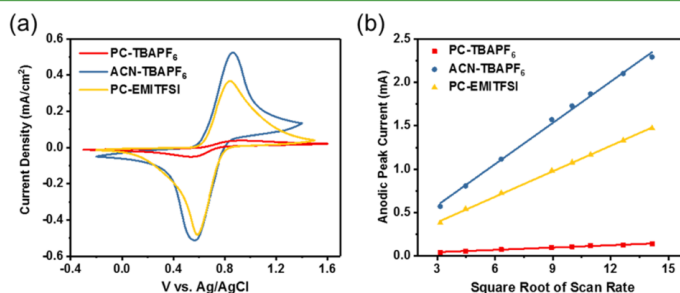 (a)
0.6
0.4
0.2
0.0
-0.2
-0.4
-0.6
Current Density (mA/cm²)
PC-TBAPF₆
ACN-TBAPF₆
PC-EMITFSI
-0.4 0.0 0.4 0.8 1.2 1.6
V vs. Ag/AgCl
(b)
2.5
2.0
1.5
1.0
0.5
0.0
Anodic Peak Current (mA)
PC-TBAPF₆
ACN-TBAPF₆
PC-EMITFSI
3 6 9 12 15
Square Root of Scan Rate